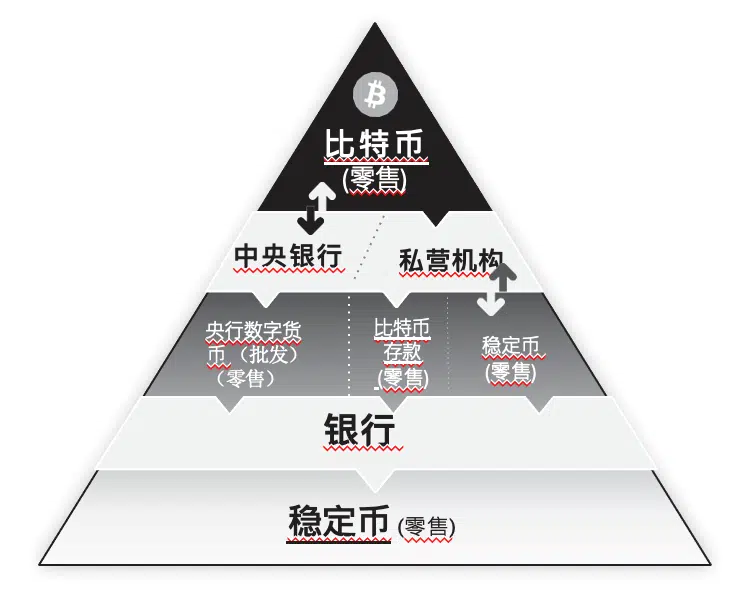 比特币
(零售)
中央银行
私营机构
央行数字货
币（批发）
（零售）
比特币
存款
(零售)
稳定币
(零售)
银行
稳定币 (零售)